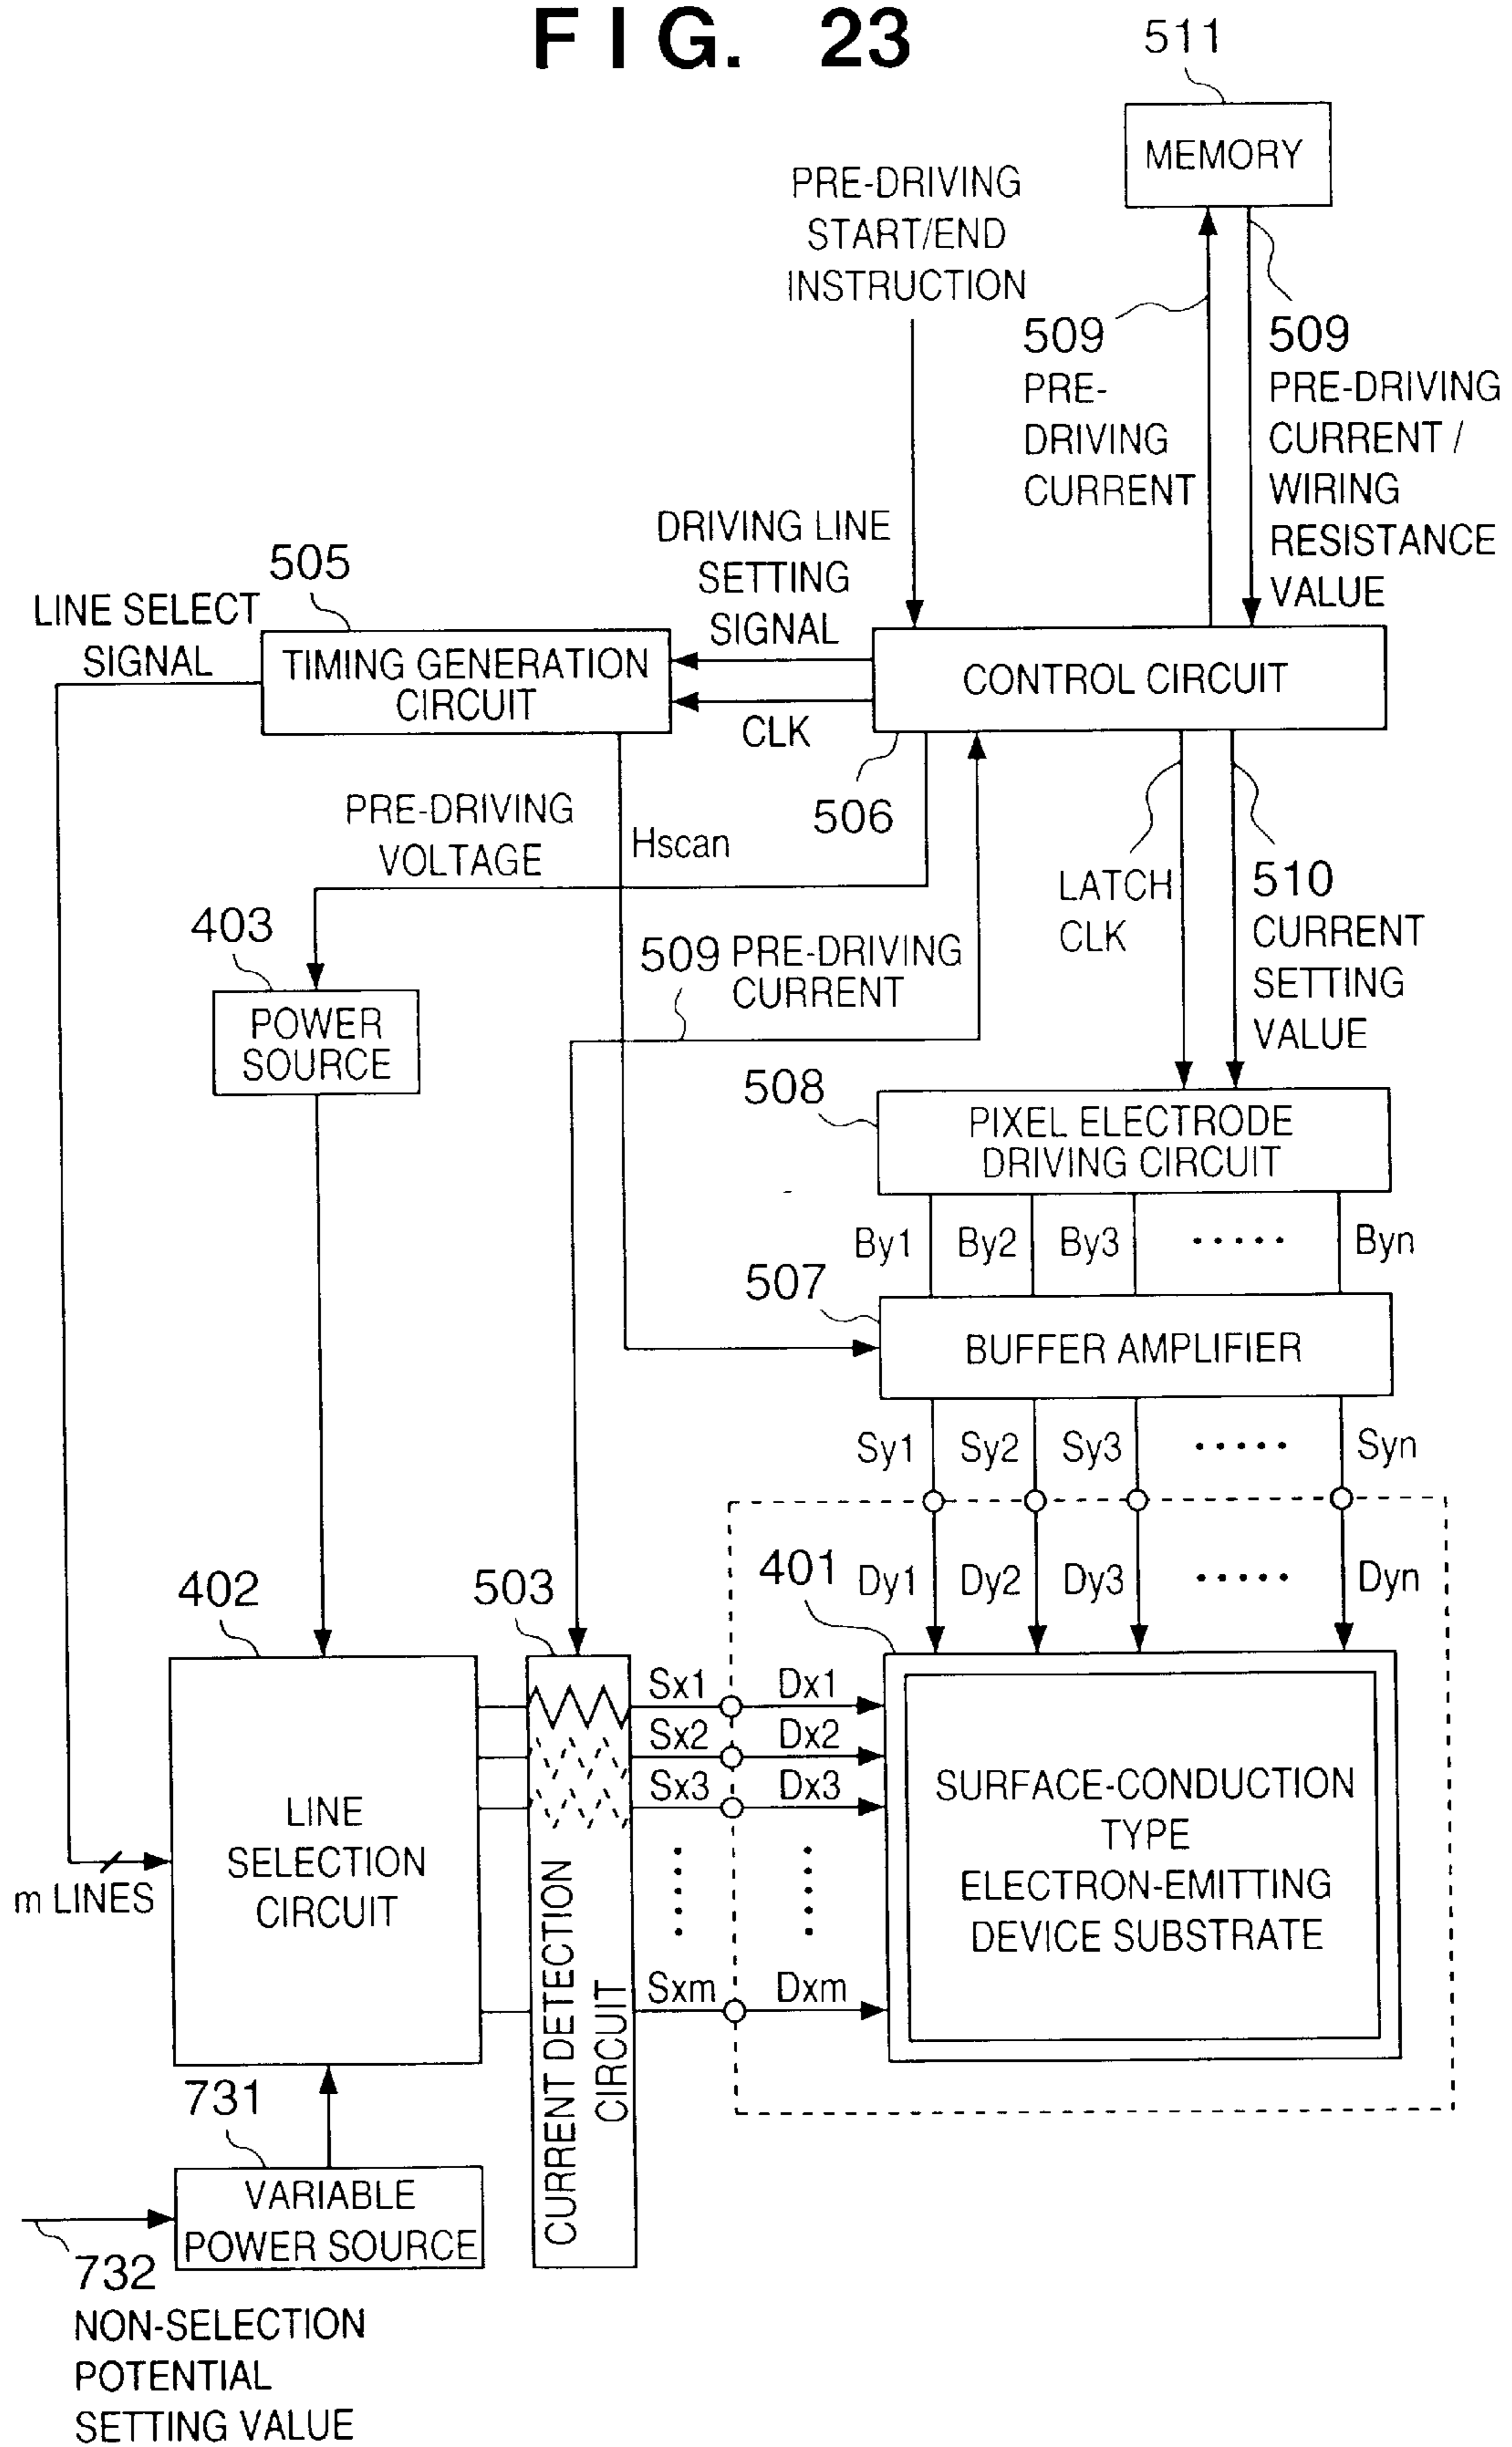 FIG. 23
511
MEMORY
PRE-DRIVING
START/END
INSTRUCTION
509
PRE-
DRIVING
CURRENT
509
PRE-DRIVING
CURRENT /
WIRING
RESISTANCE
VALUE
DRIVING LINE
SETTING
SIGNAL
505
LINE SELECT
SIGNAL
TIMING GENERATION
CIRCUIT
CONTROL CIRCUIT
CLK
506
PRE-DRIVING
VOLTAGE
Hscan
LATCH
CLK
510
CURRENT
SETTING
VALUE
403
POWER
SOURCE
509 PRE-DRIVING
CURRENT
508
PIXEL ELECTRODE
DRIVING CIRCUIT
By1 By2 By3 ····· Byn
507
BUFFER AMPLIFIER
Sy1 Sy2 Sy3 ····· Syn
401 Dy1 Dy2 Dy3 ····· Dyn
402
503
Sx1 Dx1
Sx2 Dx2
Sx3 Dx3
Sxm Dxm
LINE
SELECTION
CIRCUIT
m LINES
CURRENT DETECTION
CIRCUIT
SURFACE-CONDUCTION
TYPE
ELECTRON-EMITTING
DEVICE SUBSTRATE
731
VARIABLE
POWER SOURCE
732
NON-SELECTION
POTENTIAL
SETTING VALUE